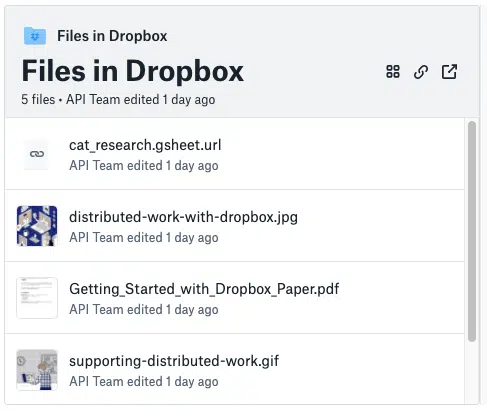 Files in Dropbox
Files in Dropbox
5 files • API Team edited 1 day ago
cat_research.gsheet.url
API Team edited 1 day ago
distributed-work-with-dropbox.jpg
API Team edited 1 day ago
Getting_Started_with_Dropbox_Paper.pdf
API Team edited 1 day ago
supporting-distributed-work.gif
API Team edited 1 day ago